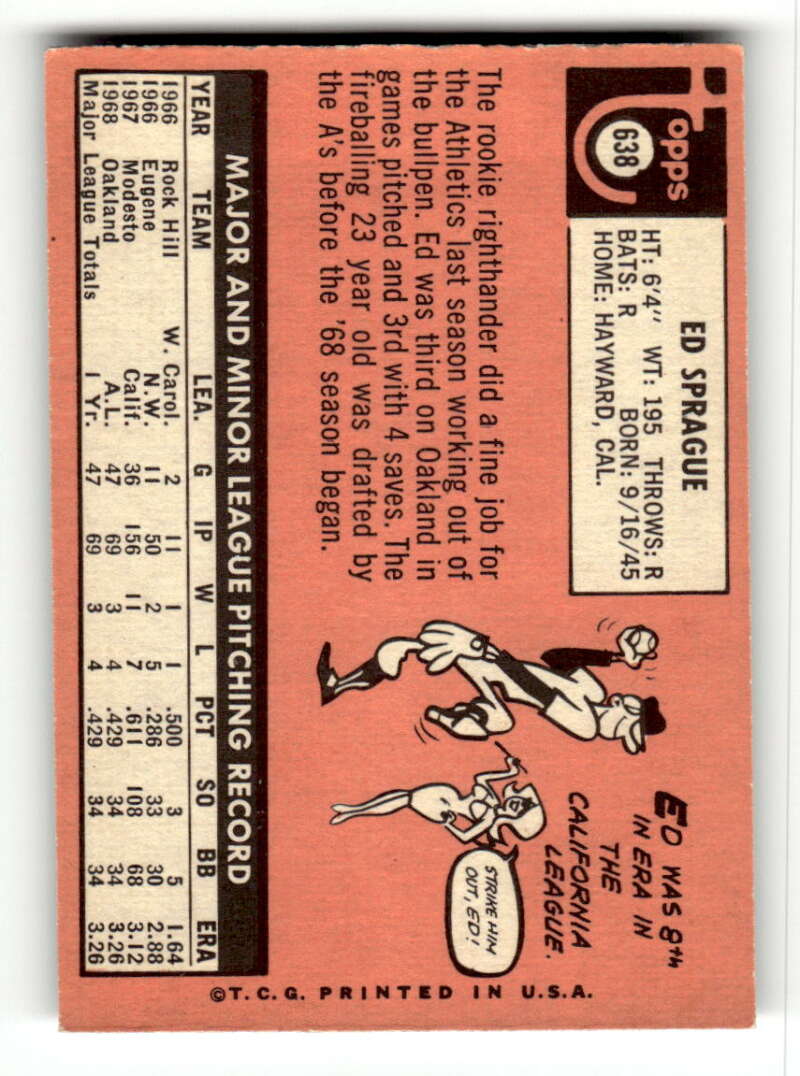 Topps
638
ED SPRAGUE
HT: 6'4" WT: 195 THROWS: R
BATS: R BORN: 9/16/45
HOME: HAYWARD, CAL.
The rookie righthander did a fine job for
the Athletics last season working out of
the bullpen. Ed was third on Oakland in
games pitched and 3rd with 4 saves. The
fireballing 23 year old was drafted by
the A's before the '68 season began.
ED WAS 8th
IN ERA IN
THE
CALIFORNIA
LEAGUE.
STRIKE HIM
OUT, ED!
MAJOR AND MINOR LEAGUE PITCHING RECORD
YEAR TEAM LEA. G IP W L PCT SO BB ERA
1966 Rock Hill W. Carol. 2 11 1 1 .500 3 5 1.64
1966 Eugene N.W. 11 50 2 5 .286 33 30 2.88
1967 Modesto Calif. 36 156 11 7 .611 108 68 3.12
1968 Oakland A.L. 47 69 3 4 .429 34 34 3.26
Major League Totals 1 Yr. 47 69 3 4 .429 34 34 3.26
©T.C.G. PRINTED IN U.S.A.